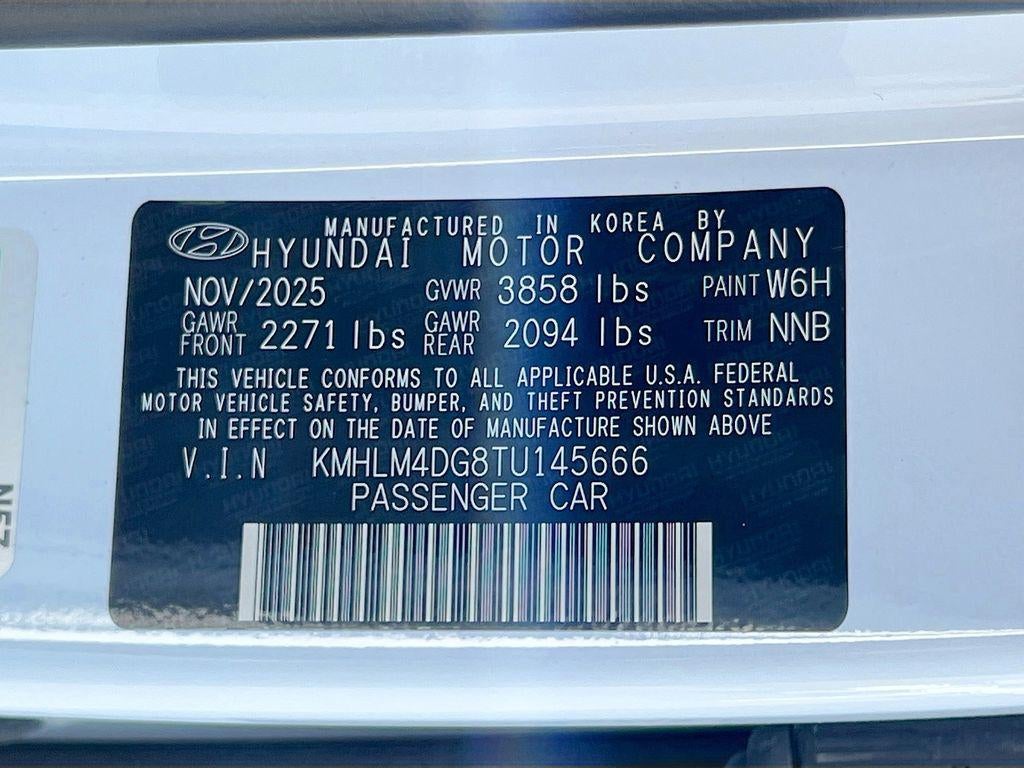 MANUFACTURED IN KOREA BY
HYUNDAI MOTOR COMPANY
NOV/2025 GVWR 3858 lbs PAINT W6H
GAWR FRONT 2271 lbs GAWR REAR 2094 lbs TRIM NNB
THIS VEHICLE CONFORMS TO ALL APPLICABLE U.S.A. FEDERAL
MOTOR VEHICLE SAFETY, BUMPER, AND THEFT PREVENTION STANDARDS
IN EFFECT ON THE DATE OF MANUFACTURE SHOWN ABOVE
V.I.N KMHLM4DG8TU145666
PASSENGER CAR